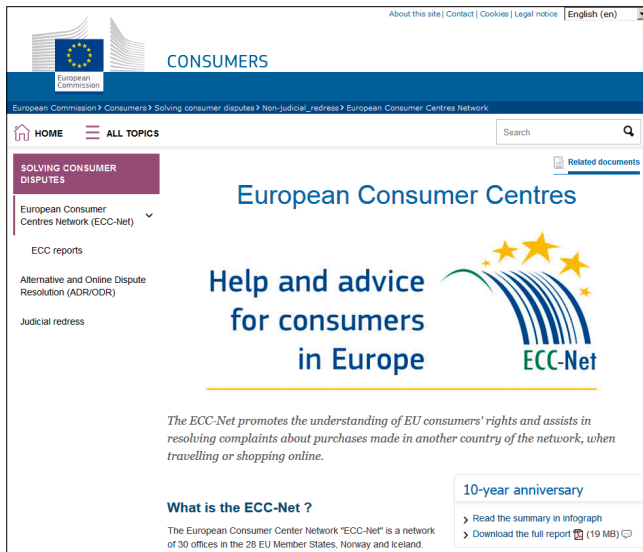 About this site | Contact | Cookies | Legal notice English (en)
European
Commission
CONSUMERS
European Commission > Consumers > Solving consumer disputes > Non-judicial_redress > European Consumer Centres Network
HOME ALL TOPICS Search
SOLVING CONSUMER
DISPUTES
European Consumer
Centres Network (ECC-Net)
ECC reports
Alternative and Online Dispute
Resolution (ADR/ODR)
Judicial redress
Related documents
European Consumer Centres
Help and advice
for consumers
in Europe
ECC-Net
The ECC-Net promotes the understanding of EU consumers' rights and assists in
resolving complaints about purchases made in another country of the network, when
travelling or shopping online.
What is the ECC-Net ?
The European Consumer Center Network "ECC-Net" is a network
of 30 offices in the 28 EU Member States, Norway and Iceland.
10-year anniversary
> Read the summary in infograph
> Download the full report (19 MB)